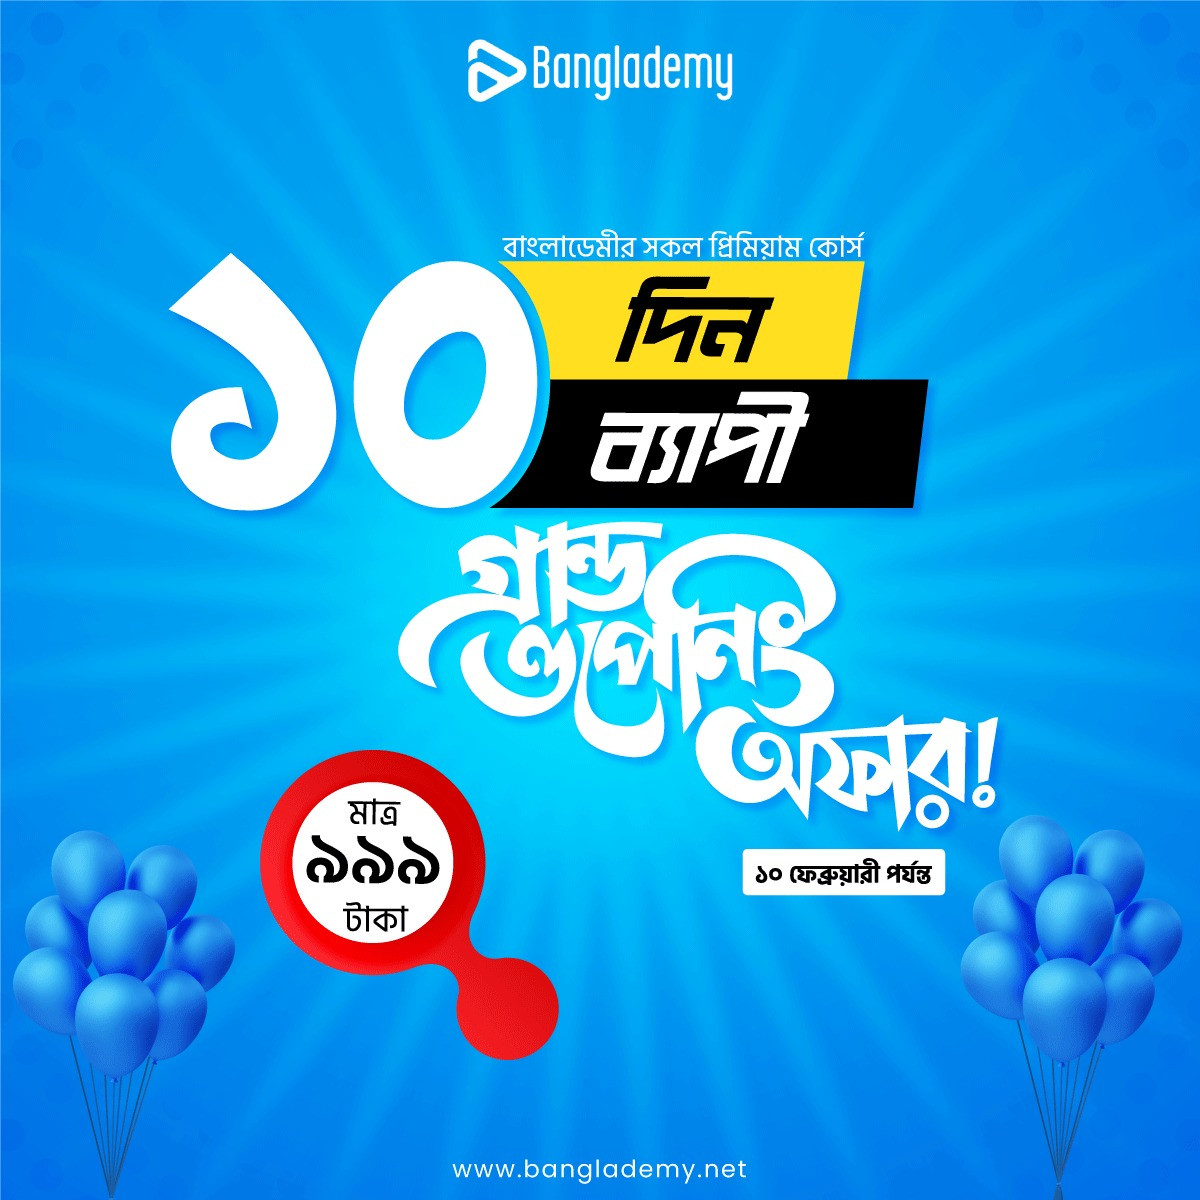 Banglademy
বাংলাডেমীর সকল প্রিমিয়াম কোর্স
১০ দিন
ব্যাপী
গ্রান্ড
ওপেনিং
অফার!
মাত্র
৯৯৯
টাকা
১০ ফেব্রুয়ারী পর্যন্ত
www.banglademy.net